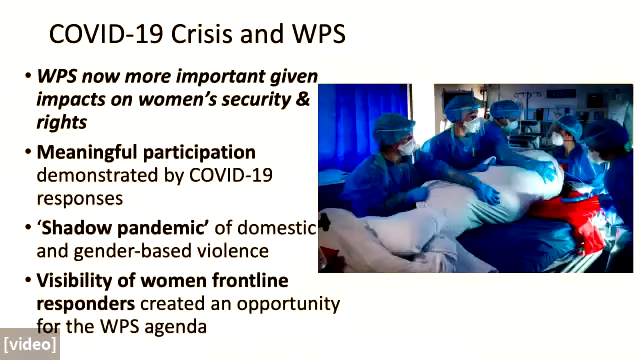 COVID-19 Crisis and WPS
• WPS now more important given
impacts on women’s security &
rights
• Meaningful participation
demonstrated by COVID-19
responses
• ‘Shadow pandemic’ of domestic
and gender-based violence
• Visibility of women frontline
responders created an opportunity
for the WPS agenda
[video]